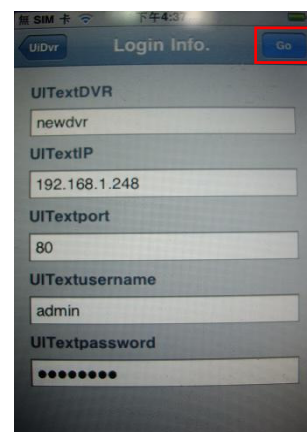 無 SIM 卡 下午4:37
UiDvr Login Info. Go
UITextDVR
newdvr
UITextIP
192.168.1.248
UITextport
80
UITextusername
admin
UITextpassword
●●●●●●●●